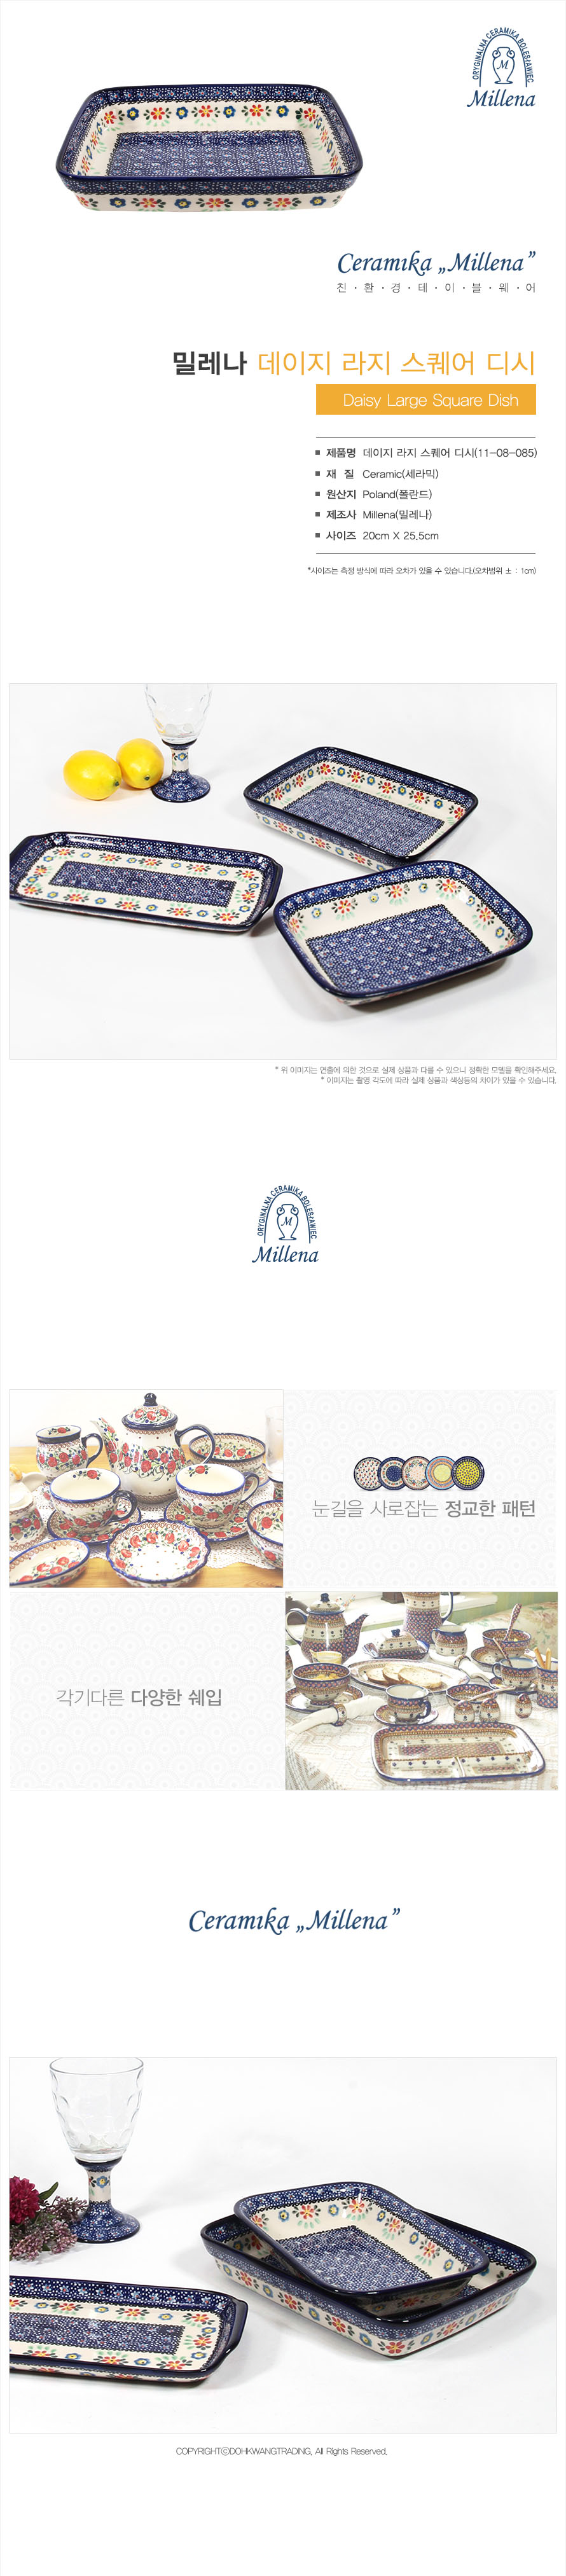 ORYGINALNA CERAMIKA BOLESŁAWIEC
M
Millena
Ceramika „Millena”
친·환·경·테·이·블·웨·어
밀레나 데이지 라지 스퀘어 디시
Daisy Large Square Dish
제품명 데이지 라지 스퀘어 디시(11-08-085)
재 질 Ceramic(세라믹)
원산지 Poland(폴란드)
제조사 Millena(밀레나)
사이즈 20cm X 25.5cm
*사이즈는 측정 방식에 따라 오차가 있을 수 있습니다.(오차범위 ± : 1cm)
* 위 이미지는 연출에 의한 것으로 실제 상품과 다를 수 있으니 정확한 모델을 확인해주세요.
* 이미지는 촬영 각도에 따라 실제 상품과 색상등의 차이가 있을 수 있습니다.
ORYGINALNA CERAMIKA BOLESŁAWIEC
M
Millena
눈길을 사로잡는 정교한 패턴
각기다른 다양한 쉐입
Ceramika „Millena”
COPYRIGHTⓒDOHKWANGTRADING. All Rights Reserved.